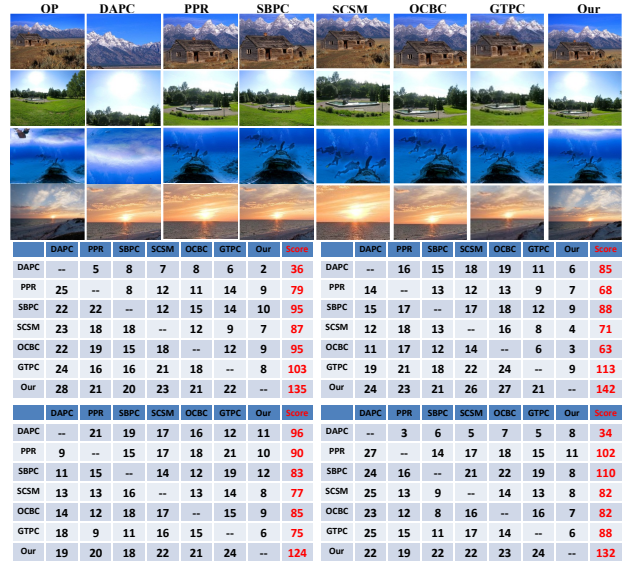 OP DAPC PPR SBPC SCSM OCBC GTPC Our
DAPC PPR SBPC SCSM OCBC GTPC Our Score
DAPC -- 5 8 7 8 6 2 36
PPR 25 -- 8 12 11 14 9 79
SBPC 22 22 -- 12 15 14 10 95
SCSM 23 18 18 -- 12 9 7 87
OCBC 22 19 15 18 -- 12 9 95
GTPC 24 16 16 21 18 -- 8 103
Our 28 21 20 23 21 22 -- 135
DAPC PPR SBPC SCSM OCBC GTPC Our Score
DAPC -- 16 15 18 19 11 6 85
PPR 14 -- 13 12 13 9 7 68
SBPC 15 17 -- 17 18 12 9 88
SCSM 12 18 13 -- 16 8 4 71
OCBC 11 17 12 14 -- 6 3 63
GTPC 19 21 18 22 24 -- 9 113
Our 24 23 21 26 27 21 -- 142
DAPC PPR SBPC SCSM OCBC GTPC Our Score
DAPC -- 21 19 17 16 12 11 96
PPR 9 -- 15 17 18 21 10 90
SBPC 11 15 -- 14 12 19 12 83
SCSM 13 13 16 -- 13 14 8 77
OCBC 14 12 18 17 -- 15 9 85
GTPC 18 9 11 16 15 -- 6 75
Our 19 20 18 22 21 24 -- 124
DAPC PPR SBPC SCSM OCBC GTPC Our Score
DAPC -- 3 6 5 7 5 8 34
PPR 27 -- 14 17 18 15 11 102
SBPC 24 16 -- 21 22 19 8 110
SCSM 25 13 9 -- 14 13 8 82
OCBC 23 12 8 16 -- 16 7 82
GTPC 25 15 11 17 14 -- 6 88
Our 22 19 22 22 23 24 -- 132